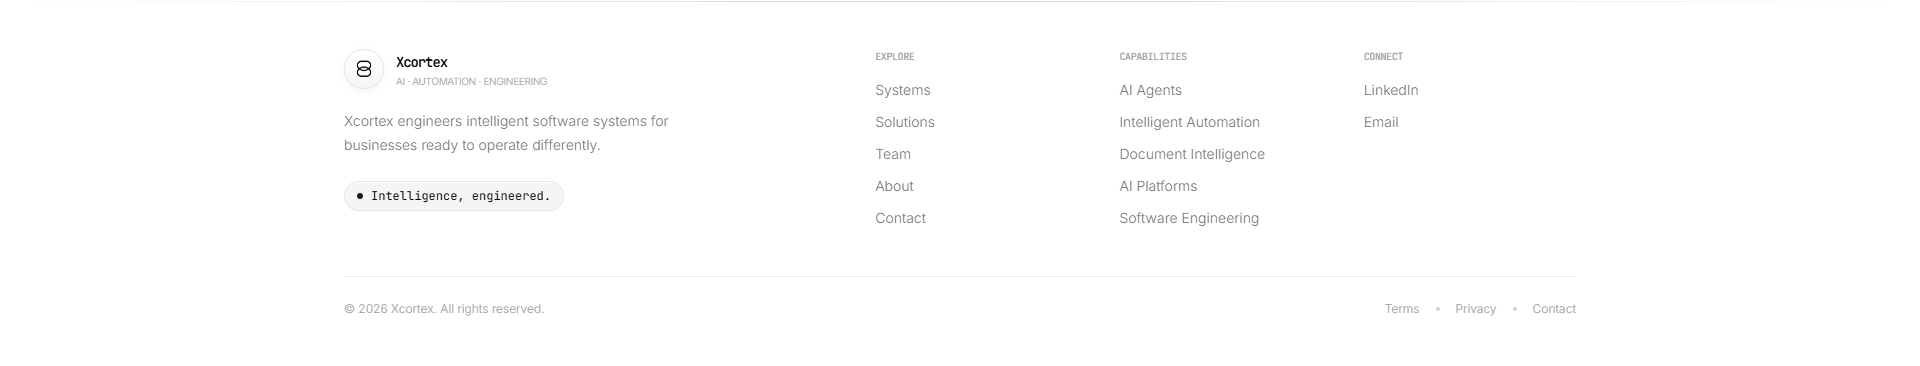 Xcortex
AI · AUTOMATION · ENGINEERING
Xcortex engineers intelligent software systems for
businesses ready to operate differently.
Intelligence, engineered.
EXPLORE
Systems
Solutions
Team
About
Contact
CAPABILITIES
AI Agents
Intelligent Automation
Document Intelligence
AI Platforms
Software Engineering
CONNECT
LinkedIn
Email
© 2026 Xcortex. All rights reserved.
Terms • Privacy • Contact